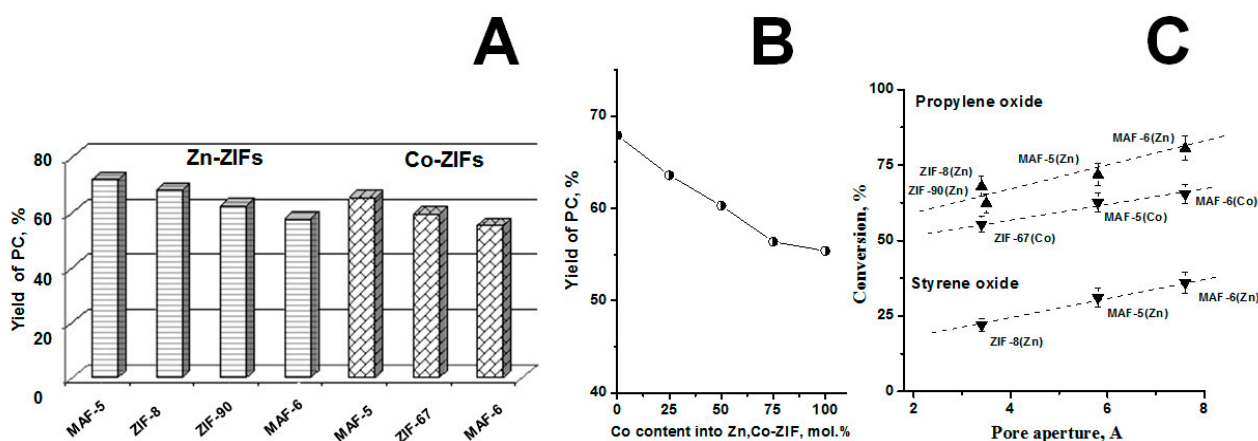 A
Yield of PC, %
80
60
40
20
0
Zn-ZIFs
Co-ZIFs
MAF-5
ZIF-8
ZIF-90
MAF-6
MAF-5
ZIF-67
MAF-6
B
Yield of PC, %
70
60
50
40
0
25
50
75
100
Co content into Zn,Co-ZIF, mol.%
C
Conversion, %
100
75
50
25
0
Propylene oxide
MAF-6(Zn)
MAF-5(Zn)
ZIF-8(Zn)
ZIF-90(Zn)
MAF-6(Co)
MAF-5(Co)
ZIF-67(Co)
Styrene oxide
MAF-6(Zn)
MAF-5(Zn)
ZIF-8(Zn)
2
4
6
8
Pore aperture, A